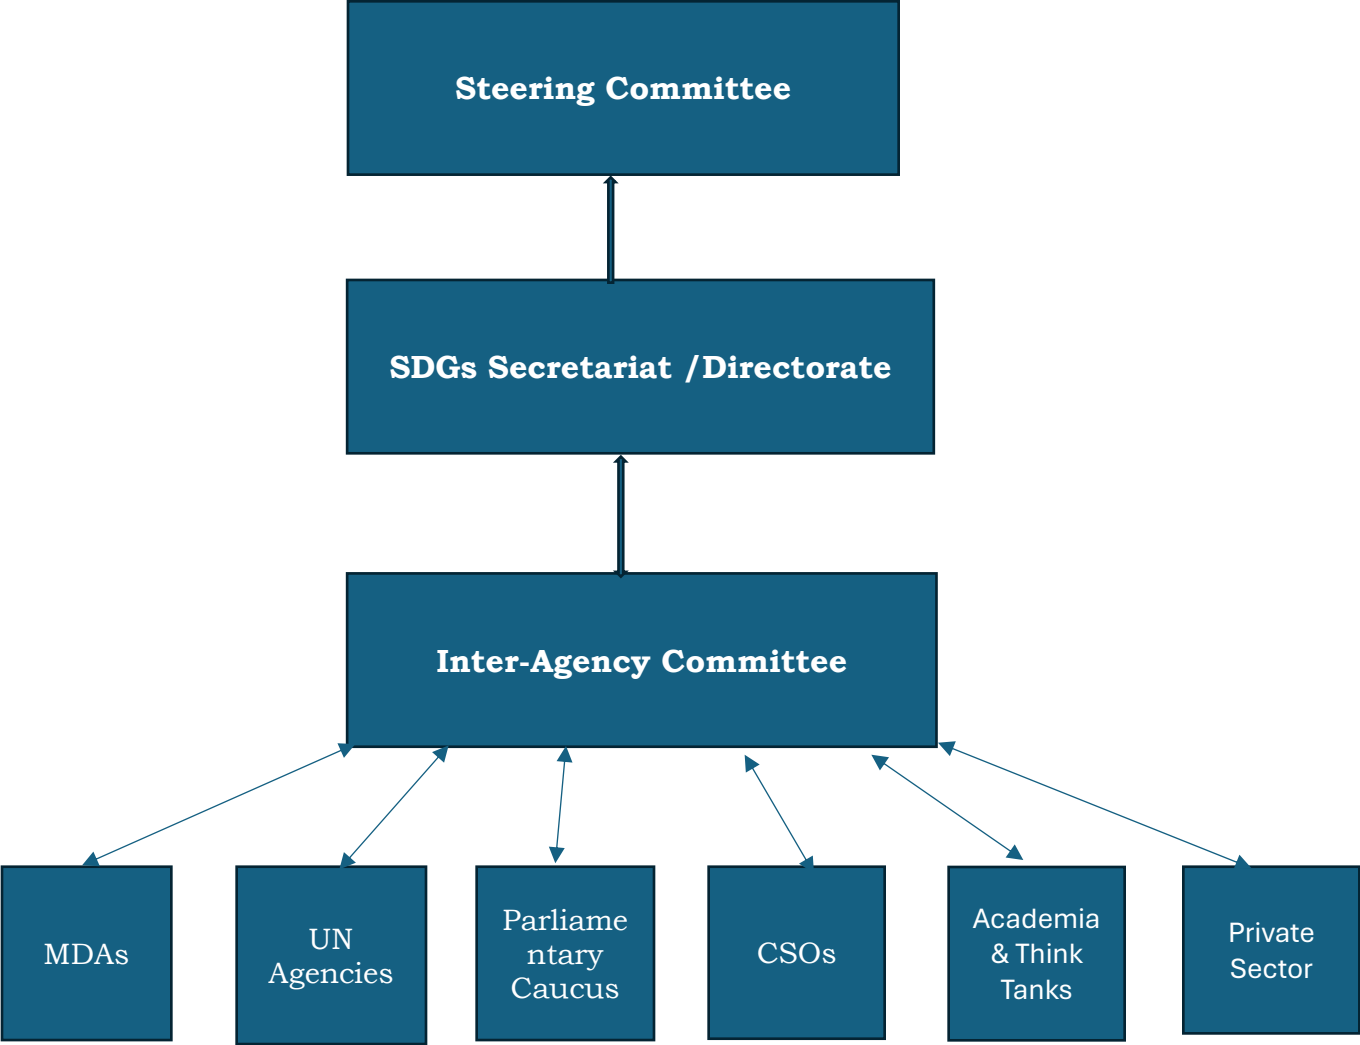 Steering Committee
SDGs Secretariat /Directorate
Inter-Agency Committee
MDAs
UN
Agencies
Parliame
ntary
Caucus
CSOs
Academia
& Think
Tanks
Private
Sector